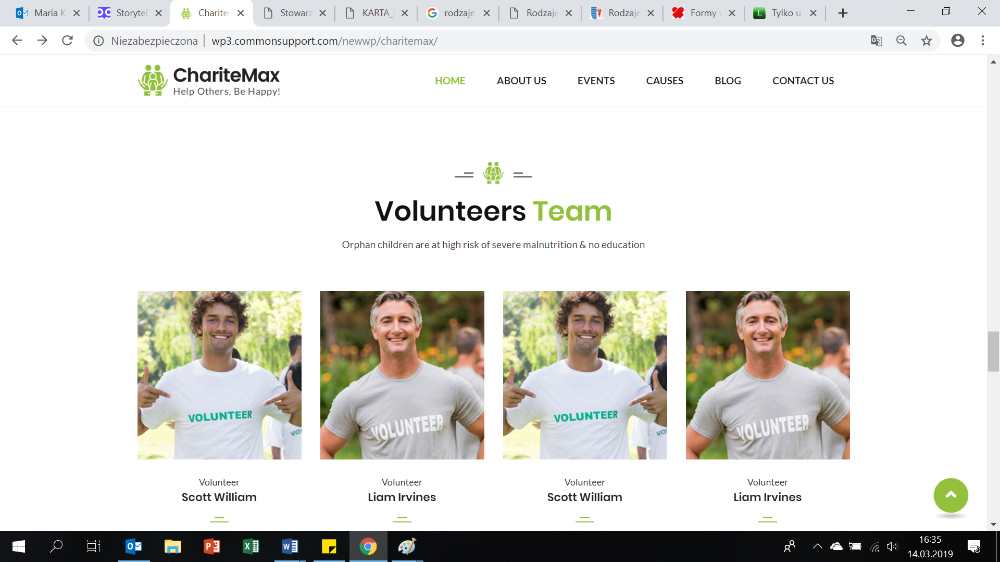 Maria K
Storytel
Chariter
Stowarz
KARTA_
rodzaje
Rodzaje
Rodzaje
Formy
Tylko u
Niezabezpieczona
wp3.commonsupport.com/newwp/charitemax/
ChariteMax
Help Others, Be Happy!
HOME
ABOUT US
EVENTS
CAUSES
BLOG
CONTACT US
Volunteers Team
Orphan children are at high risk of severe malnutrition & no education
VOLUNTEER
VOLUNTEER
VOLUNTEER
VOLUNTEER
Volunteer
Scott William
Volunteer
Liam Irvines
Volunteer
Scott William
Volunteer
Liam Irvines
16:35
14.03.2019